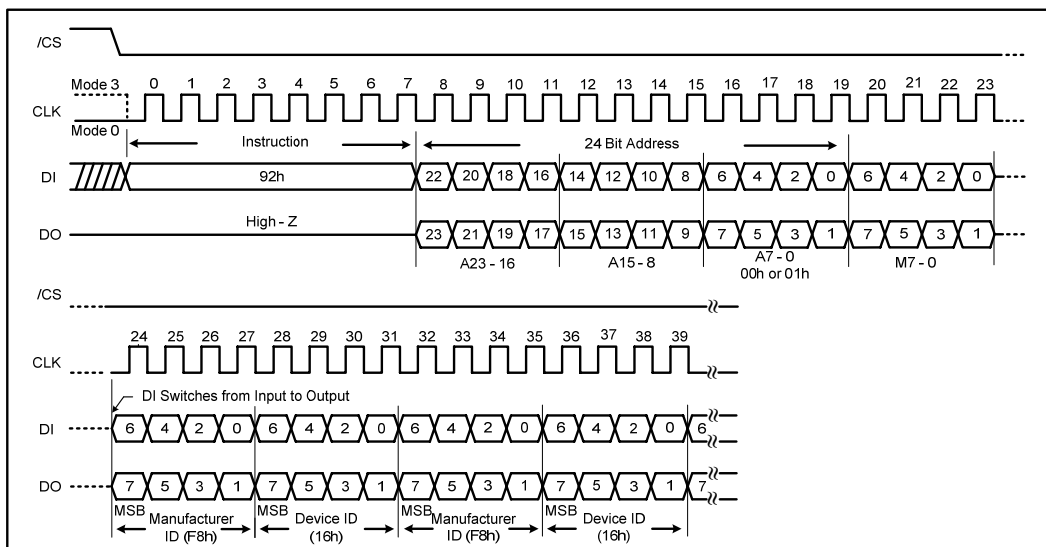 /CS
Mode 3 0 1 2 3 4 5 6 7 8 9 10 11 12 13 14 15 16 17 18 19 20 21 22 23
CLK
Mode 0
Instruction 24 Bit Address
DI 92h 22 20 18 16 14 12 10 8 6 4 2 0 6 4 2 0
High - Z
DO 23 21 19 17 15 13 11 9 7 5 3 1 7 5 3 1
A23 - 16 A15 - 8 A7 - 0 M7 - 0
00h or 01h
/CS
24 25 26 27 28 29 30 31 32 33 34 35 36 37 38 39
CLK
DI Switches from Input to Output
DI 6 4 2 0 6 4 2 0 6 4 2 0 6 4 2 0 6
DO 7 5 3 1 7 5 3 1 7 5 3 1 7 5 3 1 7
MSB MSB MSB MSB
Manufacturer Device ID Manufacturer Device ID
ID (F8h) (16h) ID (F8h) (16h)